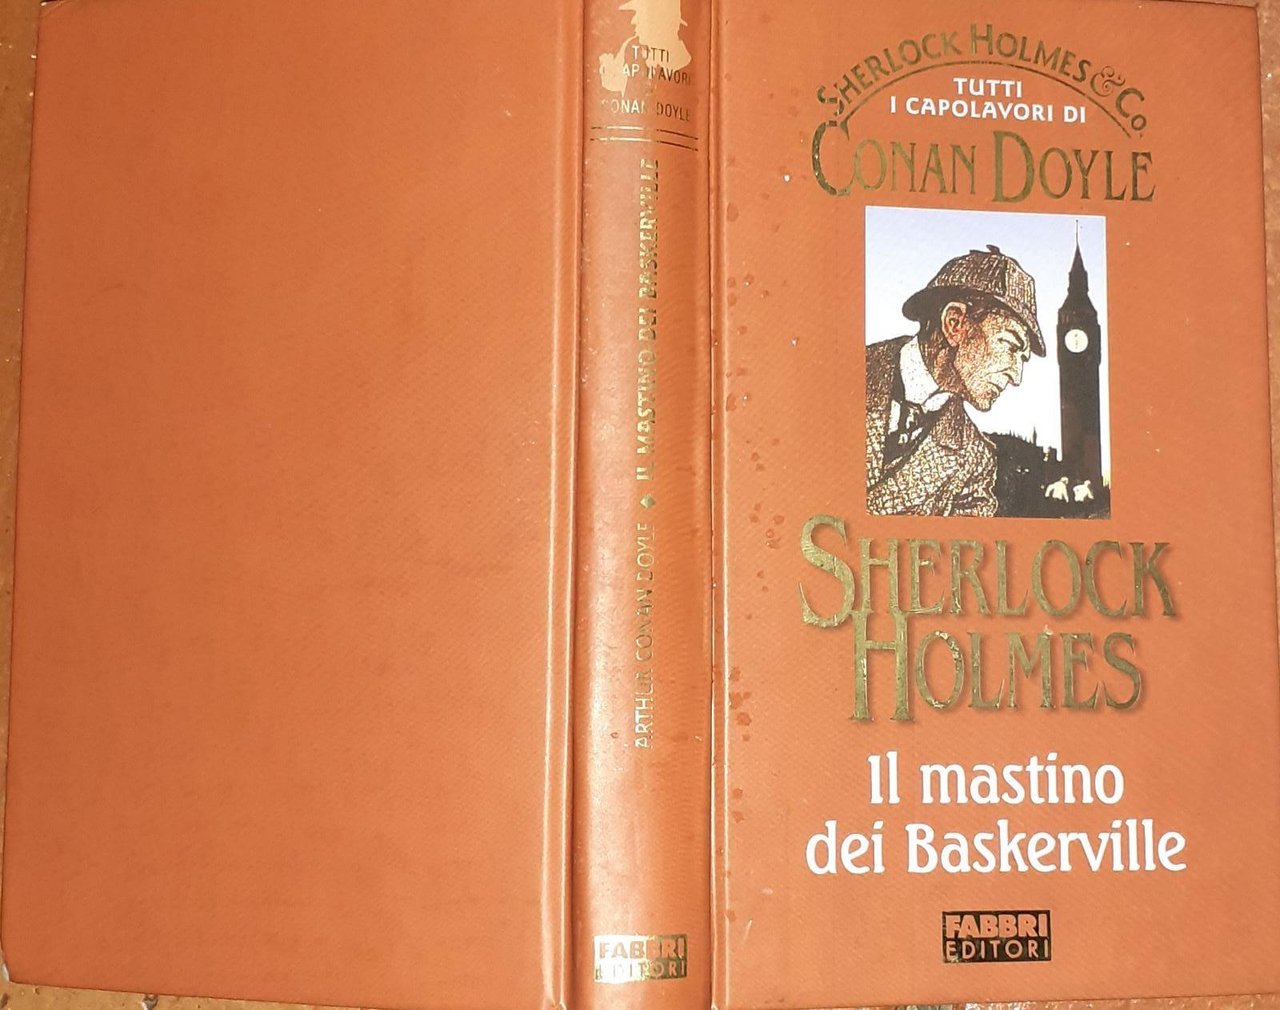 TUTTI
I CAPOLAVORI
CONAN DOYLE
ARTHUR CONAN DOYLE ◆ IL MASTINO DEI BASKERVILLE
FABBRI
EDITORI
SHERLOCK HOLMES & Co.
TUTTI
I CAPOLAVORI DI
CONAN DOYLE
SHERLOCK
HOLMES
Il mastino
dei Baskerville
FABBRI
EDITORI